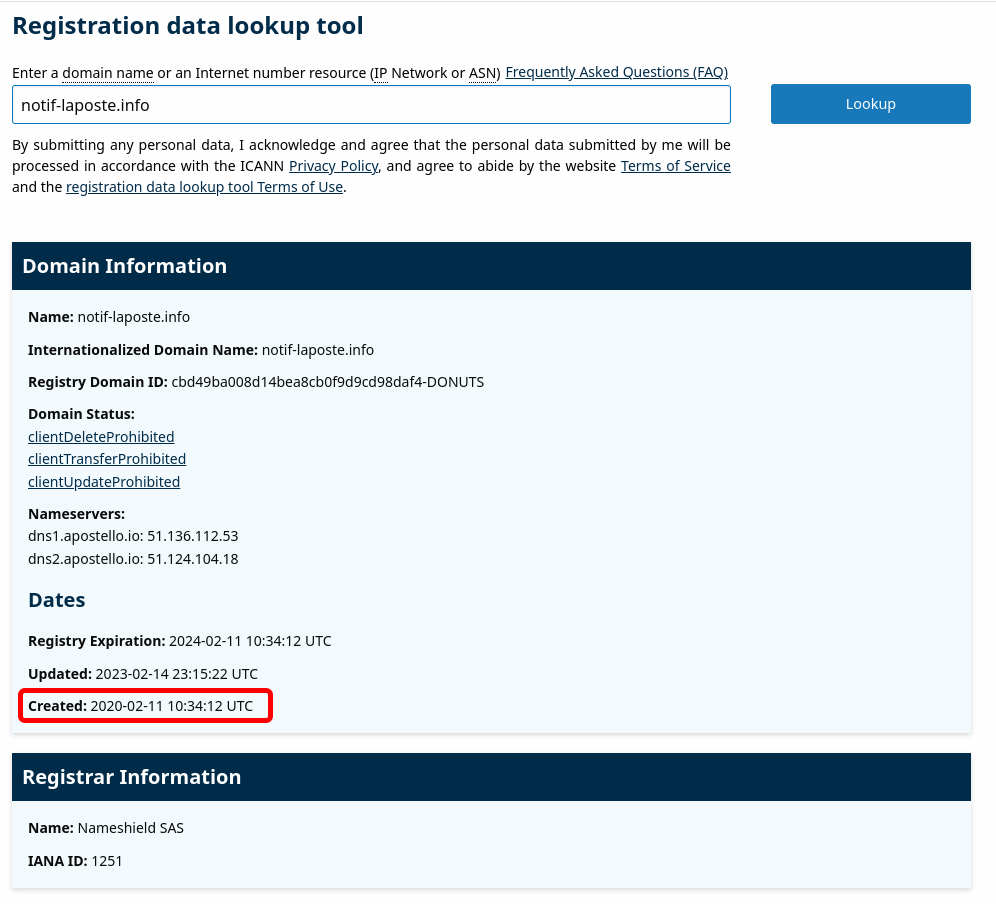 Registration data lookup tool
Enter a domain name or an Internet number resource (IP Network or ASN) Frequently Asked Questions (FAQ)
notif-laposte.info
Lookup
By submitting any personal data, I acknowledge and agree that the personal data submitted by me will be
processed in accordance with the ICANN Privacy Policy, and agree to abide by the website Terms of Service
and the registration data lookup tool Terms of Use.
Domain Information
Name: notif-laposte.info
Internationalized Domain Name: notif-laposte.info
Registry Domain ID: cbd49ba008d14bea8cb0f9d9cd98daf4-DONUTS
Domain Status:
clientDeleteProhibited
clientTransferProhibited
clientUpdateProhibited
Nameservers:
dns1.apostello.io: 51.136.112.53
dns2.apostello.io: 51.124.104.18
Dates
Registry Expiration: 2024-02-11 10:34:12 UTC
Updated: 2023-02-14 23:15:22 UTC
Created: 2020-02-11 10:34:12 UTC
Registrar Information
Name: Nameshield SAS
IANA ID: 1251